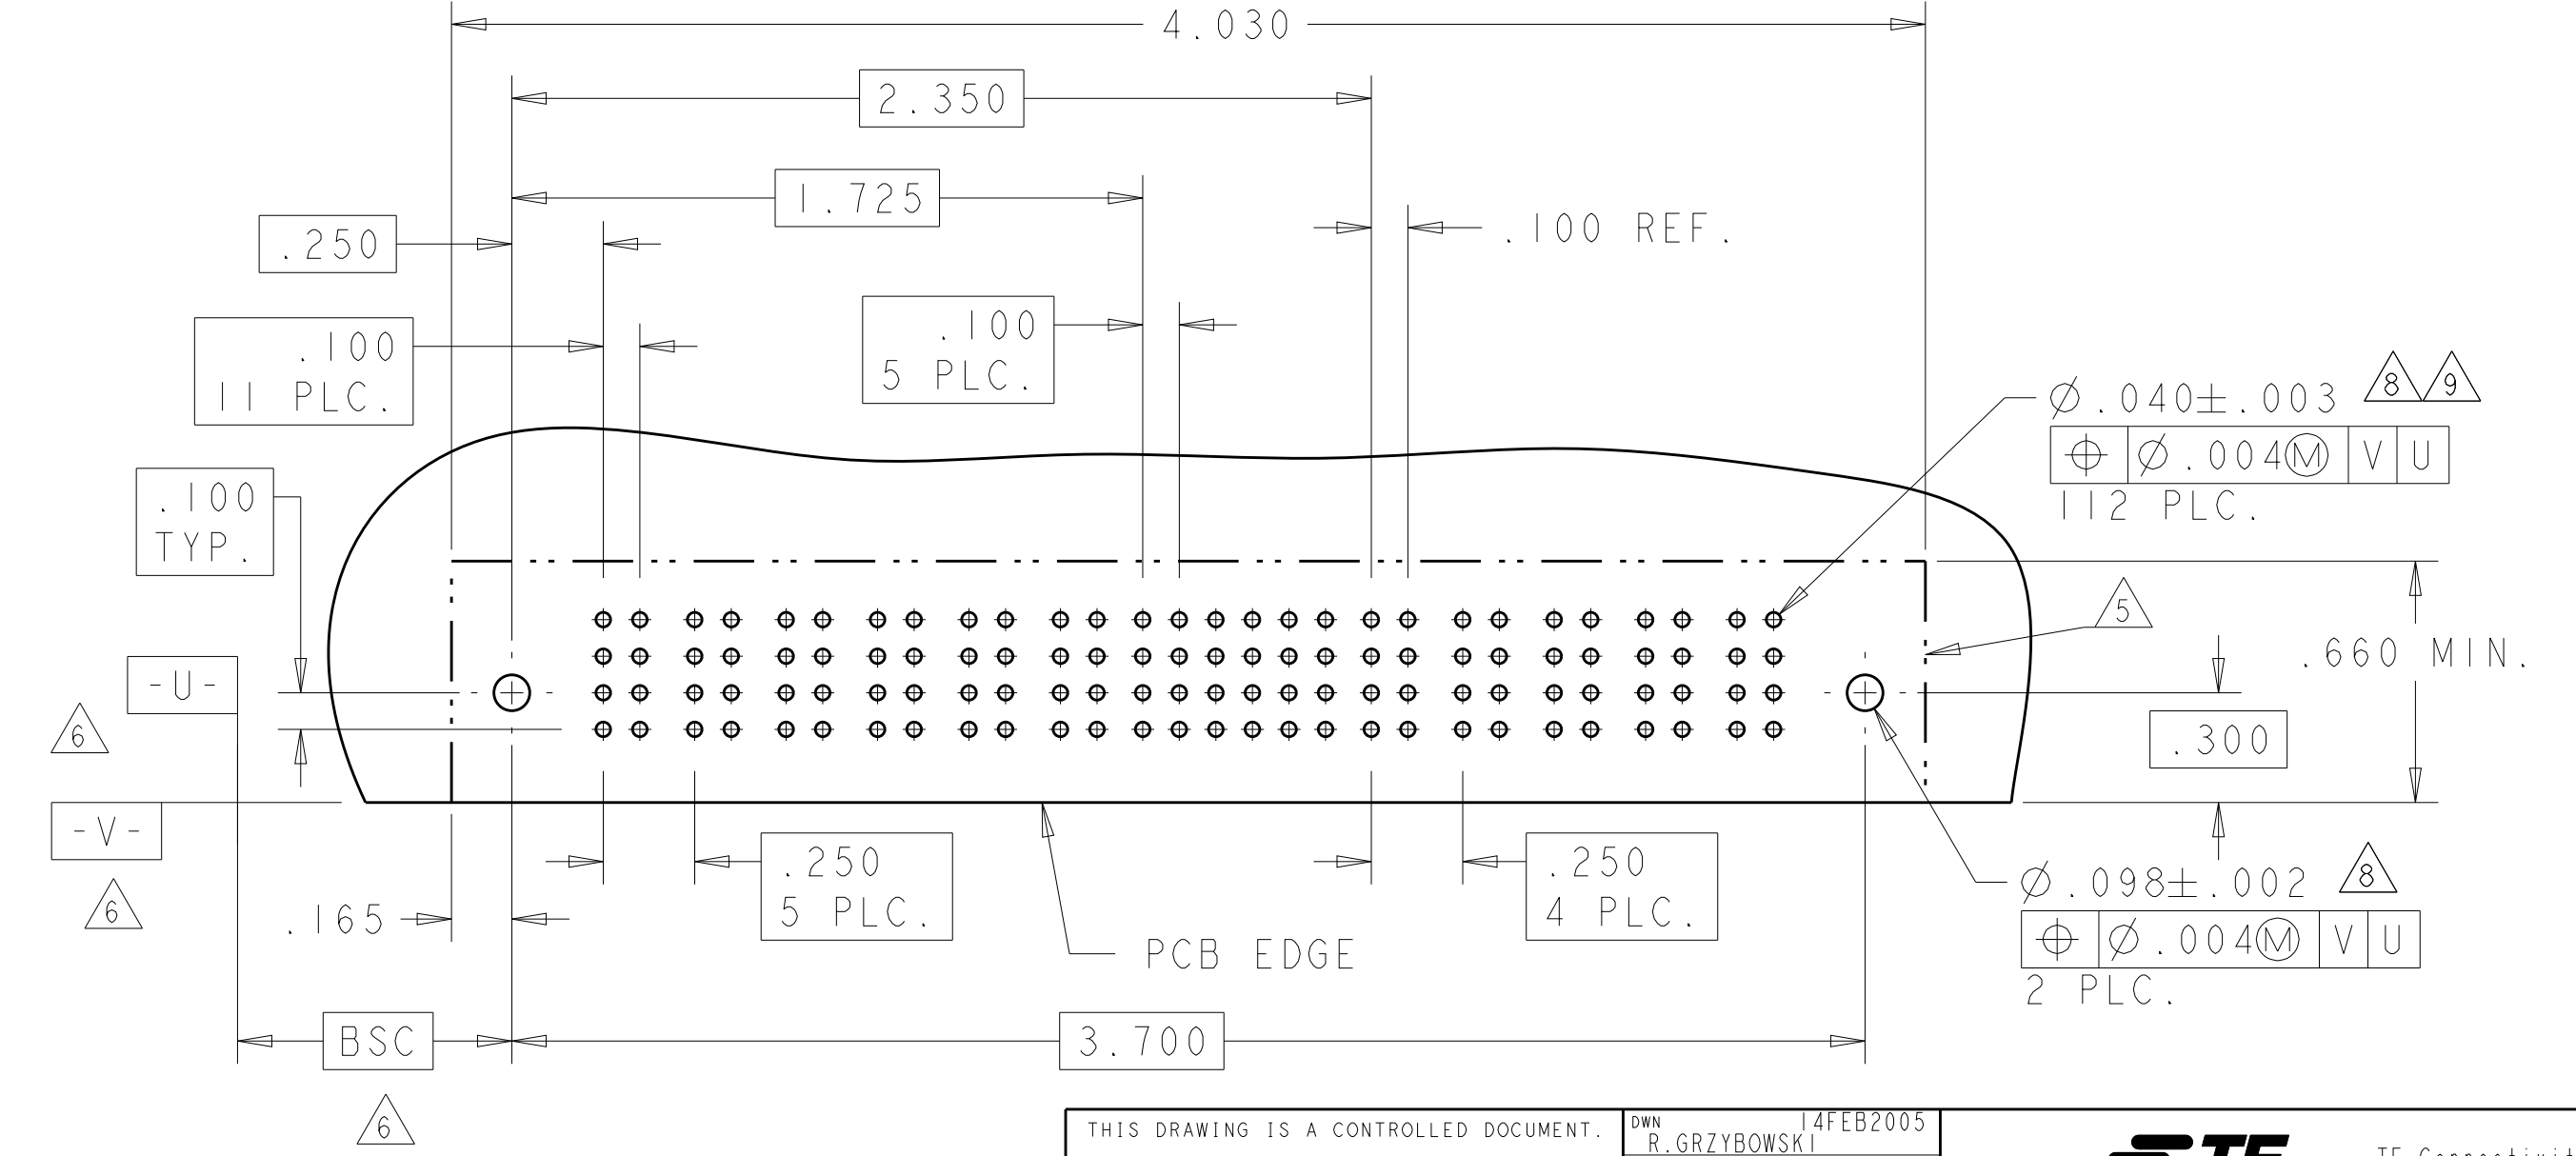 4.030
2.350
1.725
.250
.100 REF.
.100
11 PLC.
.100
5 PLC.
Ø.040±.003
8
9
⌖ Ø.004Ⓜ V U
112 PLC.
.100
TYP.
5
.660 MIN.
-U-
6
.300
-V-
6
.250
5 PLC.
.250
4 PLC.
Ø.098±.002
8
⌖ Ø.004Ⓜ V U
2 PLC.
.165
PCB EDGE
BSC
3.700
6
THIS DRAWING IS A CONTROLLED DOCUMENT.
DWN 14FEB2005
R.GRZYBOWSKI
TE